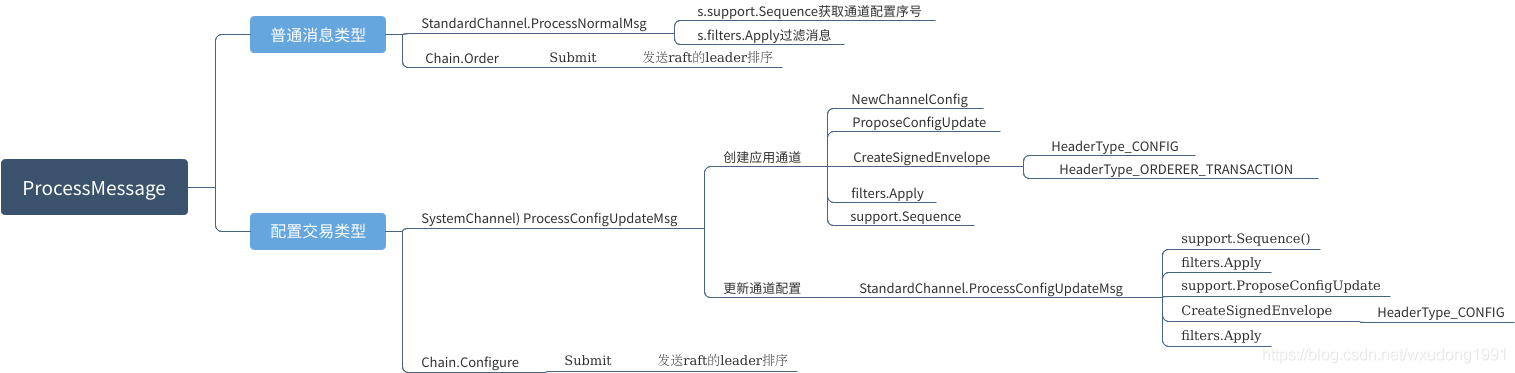 ProcessMessage
普通消息类型
StandardChannel.ProcessNormalMsg
s.support.Sequence获取通道配置序号
s.filters.Apply过滤消息
Chain.Order
Submit
发送raft的leader排序
配置交易类型
SystemChannel) ProcessConfigUpdateMsg
创建应用通道
NewChannelConfig
ProposeConfigUpdate
CreateSignedEnvelope
HeaderType_CONFIG
HeaderType_ORDERER_TRANSACTION
filters.Apply
support.Sequence
更新通道配置
StandardChannel.ProcessConfigUpdateMsg
support.Sequence()
filters.Apply
support.ProposeConfigUpdate
CreateSignedEnvelope
HeaderType_CONFIG
filters.Apply
Chain.Configure
Submit
发送raft的leader排序
https://blog.csdn.net/wxudong1991